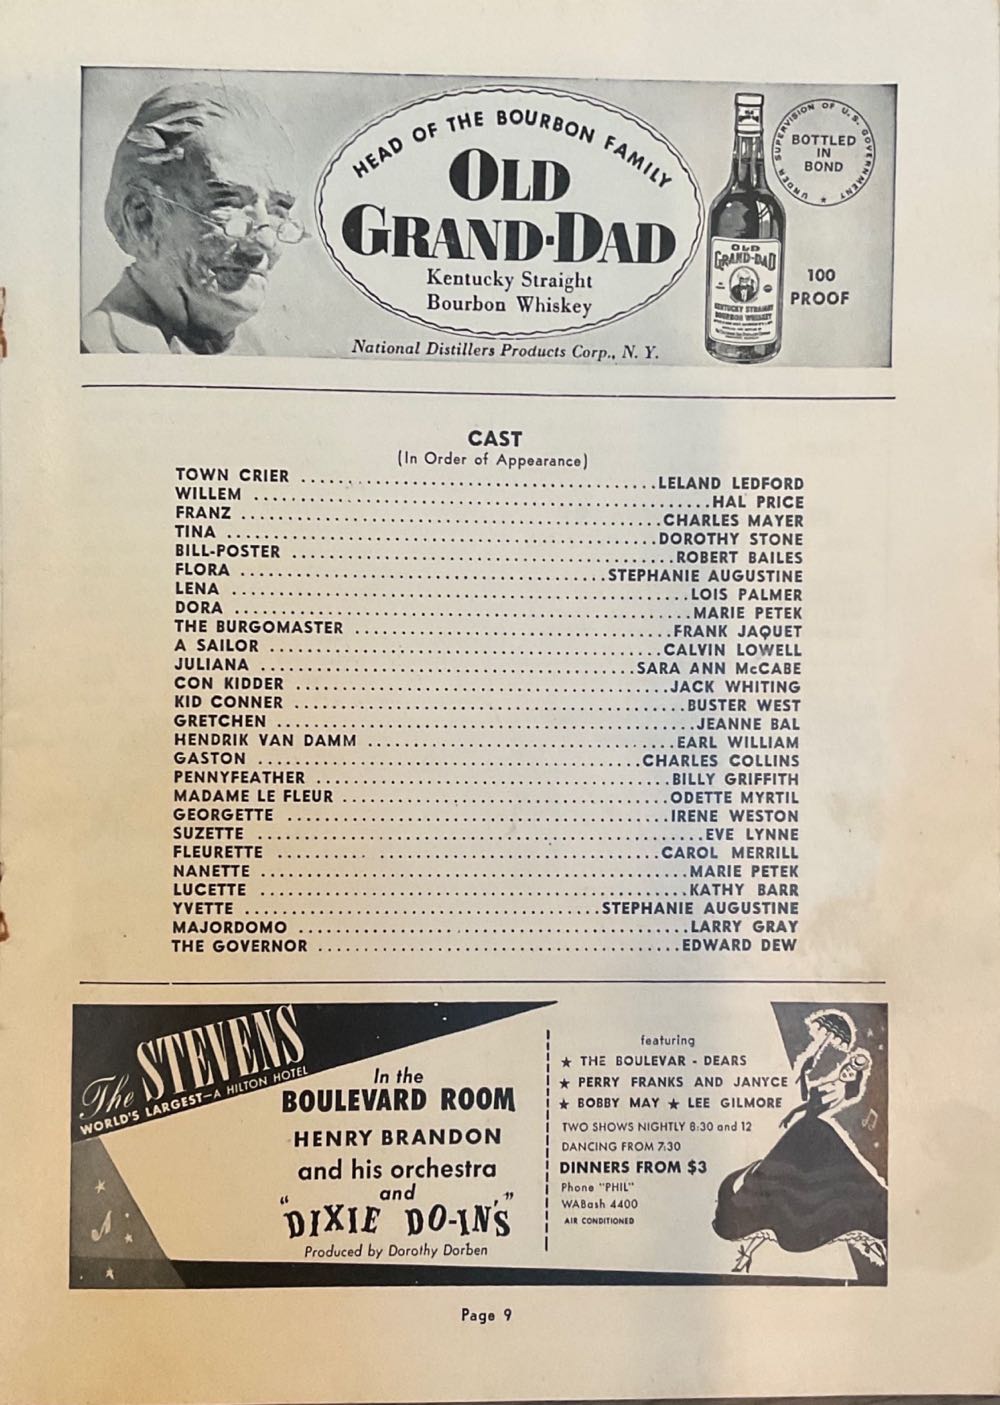 HEAD OF THE BOURBON FAMILY
OLD
GRAND-DAD
Kentucky Straight
Bourbon Whiskey
National Distillers Products Corp., N. Y.
OLD
GRAND-DAD
KENTUCKY STRAIGHT
BOURBON WHISKEY
UNDER SUPERVISION OF U. S. GOVERNMENT
BOTTLED
IN
BOND
100
PROOF
CAST
(In Order of Appearance)
TOWN CRIER ........................................ LELAND LEDFORD
WILLEM ........................................ HAL PRICE
FRANZ ........................................ CHARLES MAYER
TINA ........................................ DOROTHY STONE
BILL-POSTER ........................................ ROBERT BAILES
FLORA ........................................ STEPHANIE AUGUSTINE
LENA ........................................ LOIS PALMER
DORA ........................................ MARIE PETEK
THE BURGOMASTER ........................................ FRANK JAQUET
A SAILOR ........................................ CALVIN LOWELL
JULIANA ........................................ SARA ANN McCABE
CON KIDDER ........................................ JACK WHITING
KID CONNER ........................................ BUSTER WEST
GRETCHEN ........................................ JEANNE BAL
HENDRIK VAN DAMM ........................................ EARL WILLIAM
GASTON ........................................ CHARLES COLLINS
PENNYFEATHER ........................................ BILLY GRIFFITH
MADAME LE FLEUR ........................................ ODETTE MYRTIL
GEORGETTE ........................................ IRENE WESTON
SUZETTE ........................................ EVE LYNNE
FLEURETTE ........................................ CAROL MERRILL
NANETTE ........................................ MARIE PETEK
LUCETTE ........................................ KATHY BARR
YVETTE ........................................ STEPHANIE AUGUSTINE
MAJORDOMO ........................................ LARRY GRAY
THE GOVERNOR ........................................ EDWARD DEW
The STEVENS
WORLD'S LARGEST—A HILTON HOTEL
In the
BOULEVARD ROOM
HENRY BRANDON
and his orchestra
and
"DIXIE DO-IN'S"
Produced by Dorothy Dorben
featuring
★ THE BOULEVAR - DEARS
★ PERRY FRANKS AND JANYCE
★ BOBBY MAY ★ LEE GILMORE
TWO SHOWS NIGHTLY 8:30 and 12
DANCING FROM 7:30
DINNERS FROM $3
Phone "PHIL"
WABash 4400
AIR CONDITIONED
Page 9